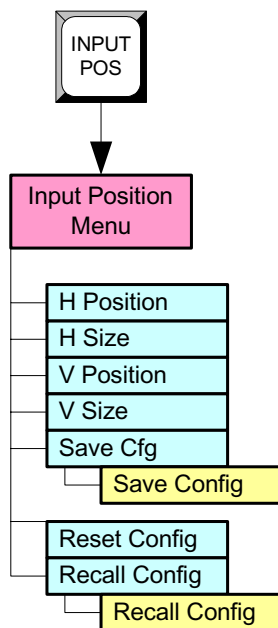 INPUT
POS
Input Position
Menu
H Position
H Size
V Position
V Size
Save Cfg
Save Config
Reset Config
Recall Config
Recall Config